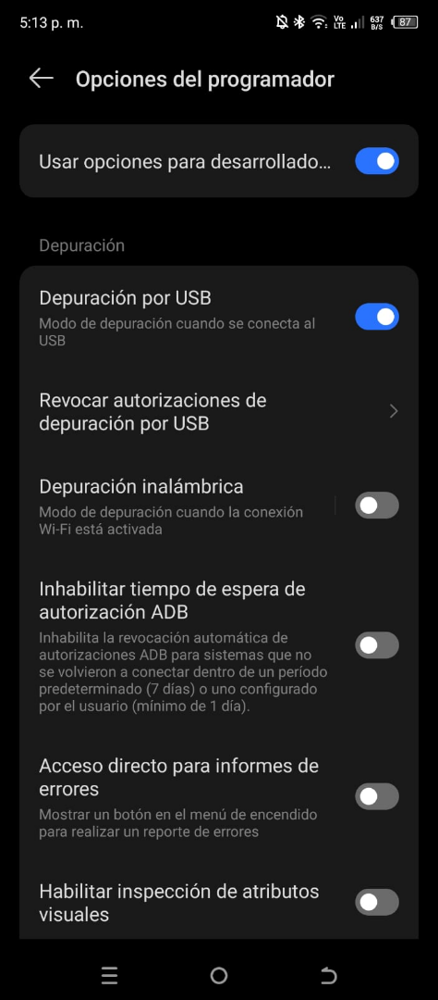 5:13 p. m.
Vo
LTE
637
B/S
87
Opciones del programador
Usar opciones para desarrollado...
Depuración
Depuración por USB
Modo de depuración cuando se conecta al
USB
Revocar autorizaciones de
depuración por USB
Depuración inalámbrica
Modo de depuración cuando la conexión
Wi-Fi está activada
Inhabilitar tiempo de espera de
autorización ADB
Inhabilita la revocación automática de
autorizaciones ADB para sistemas que no
se volvieron a conectar dentro de un período
predeterminado (7 días) o uno configurado
por el usuario (mínimo de 1 día).
Acceso directo para informes de
errores
Mostrar un botón en el menú de encendido
para realizar un reporte de errores
Habilitar inspección de atributos
visuales